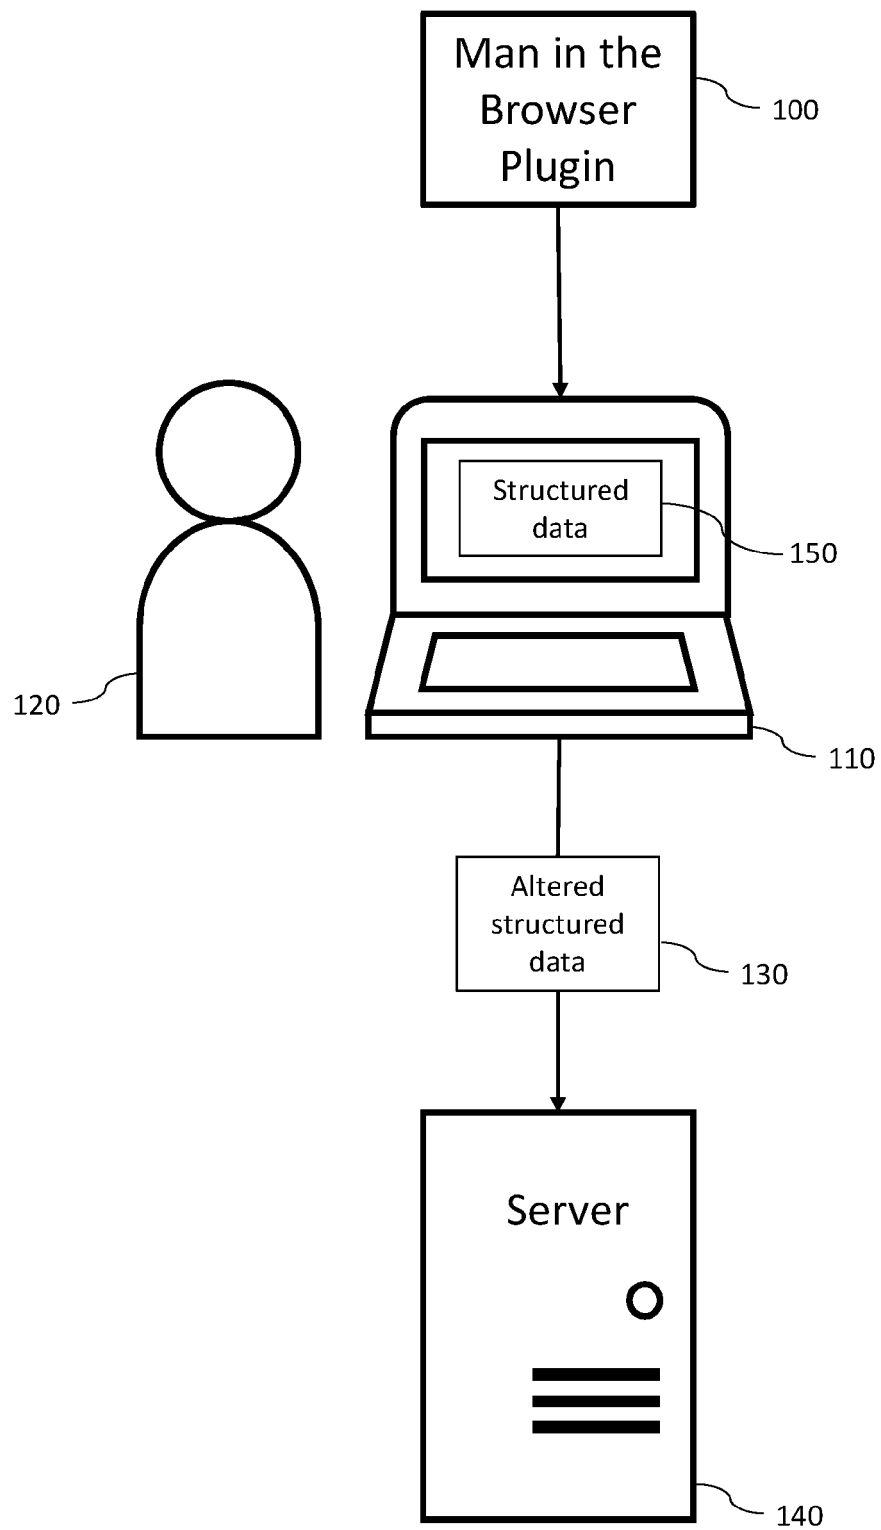 Man in the
Browser
Plugin
100
Structured
data
150
120
110
Altered
structured
data
130
Server
140